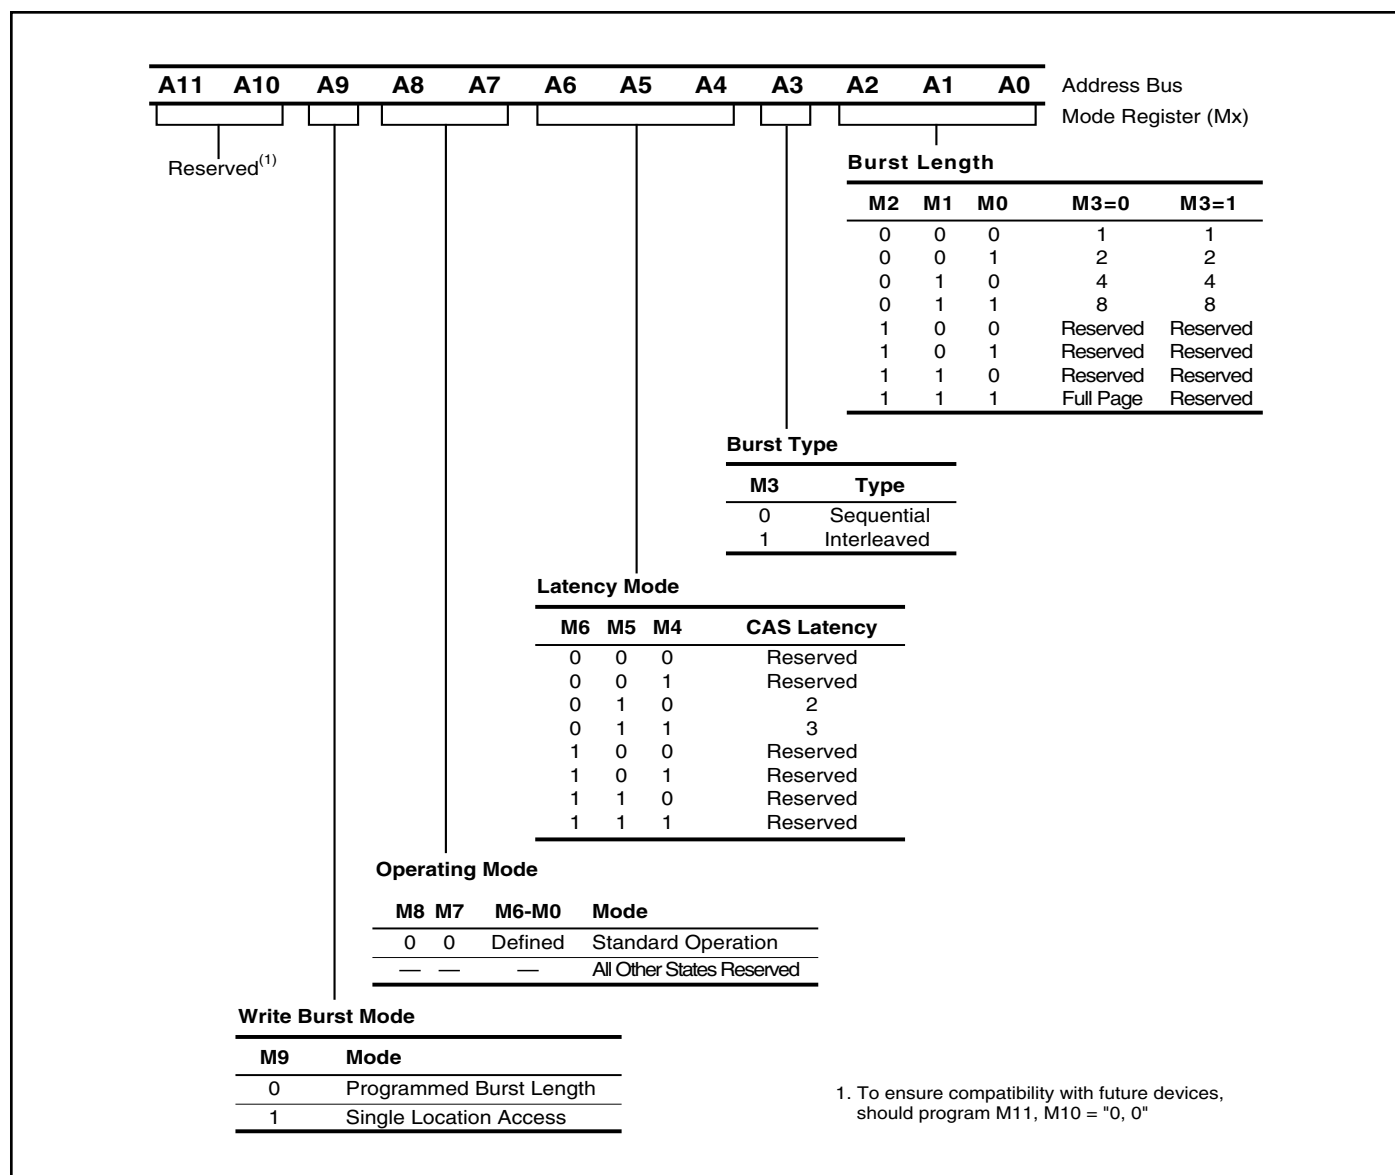 A11 A10 A9 A8 A7 A6 A5 A4 A3 A2 A1 A0 Address Bus
Mode Register (Mx)
Reserved(1)
Burst Length
M2 M1 M0 M3=0 M3=1
0 0 0 1 1
0 0 1 2 2
0 1 0 4 4
0 1 1 8 8
1 0 0 Reserved Reserved
1 0 1 Reserved Reserved
1 1 0 Reserved Reserved
1 1 1 Full Page Reserved
Burst Type
M3 Type
0 Sequential
1 Interleaved
Latency Mode
M6 M5 M4 CAS Latency
0 0 0 Reserved
0 0 1 Reserved
0 1 0 2
0 1 1 3
1 0 0 Reserved
1 0 1 Reserved
1 1 0 Reserved
1 1 1 Reserved
Operating Mode
M8 M7 M6-M0 Mode
0 0 Defined Standard Operation
— — — All Other States Reserved
Write Burst Mode
M9 Mode
0 Programmed Burst Length
1 Single Location Access
1. To ensure compatibility with future devices,
should program M11, M10 = "0, 0"